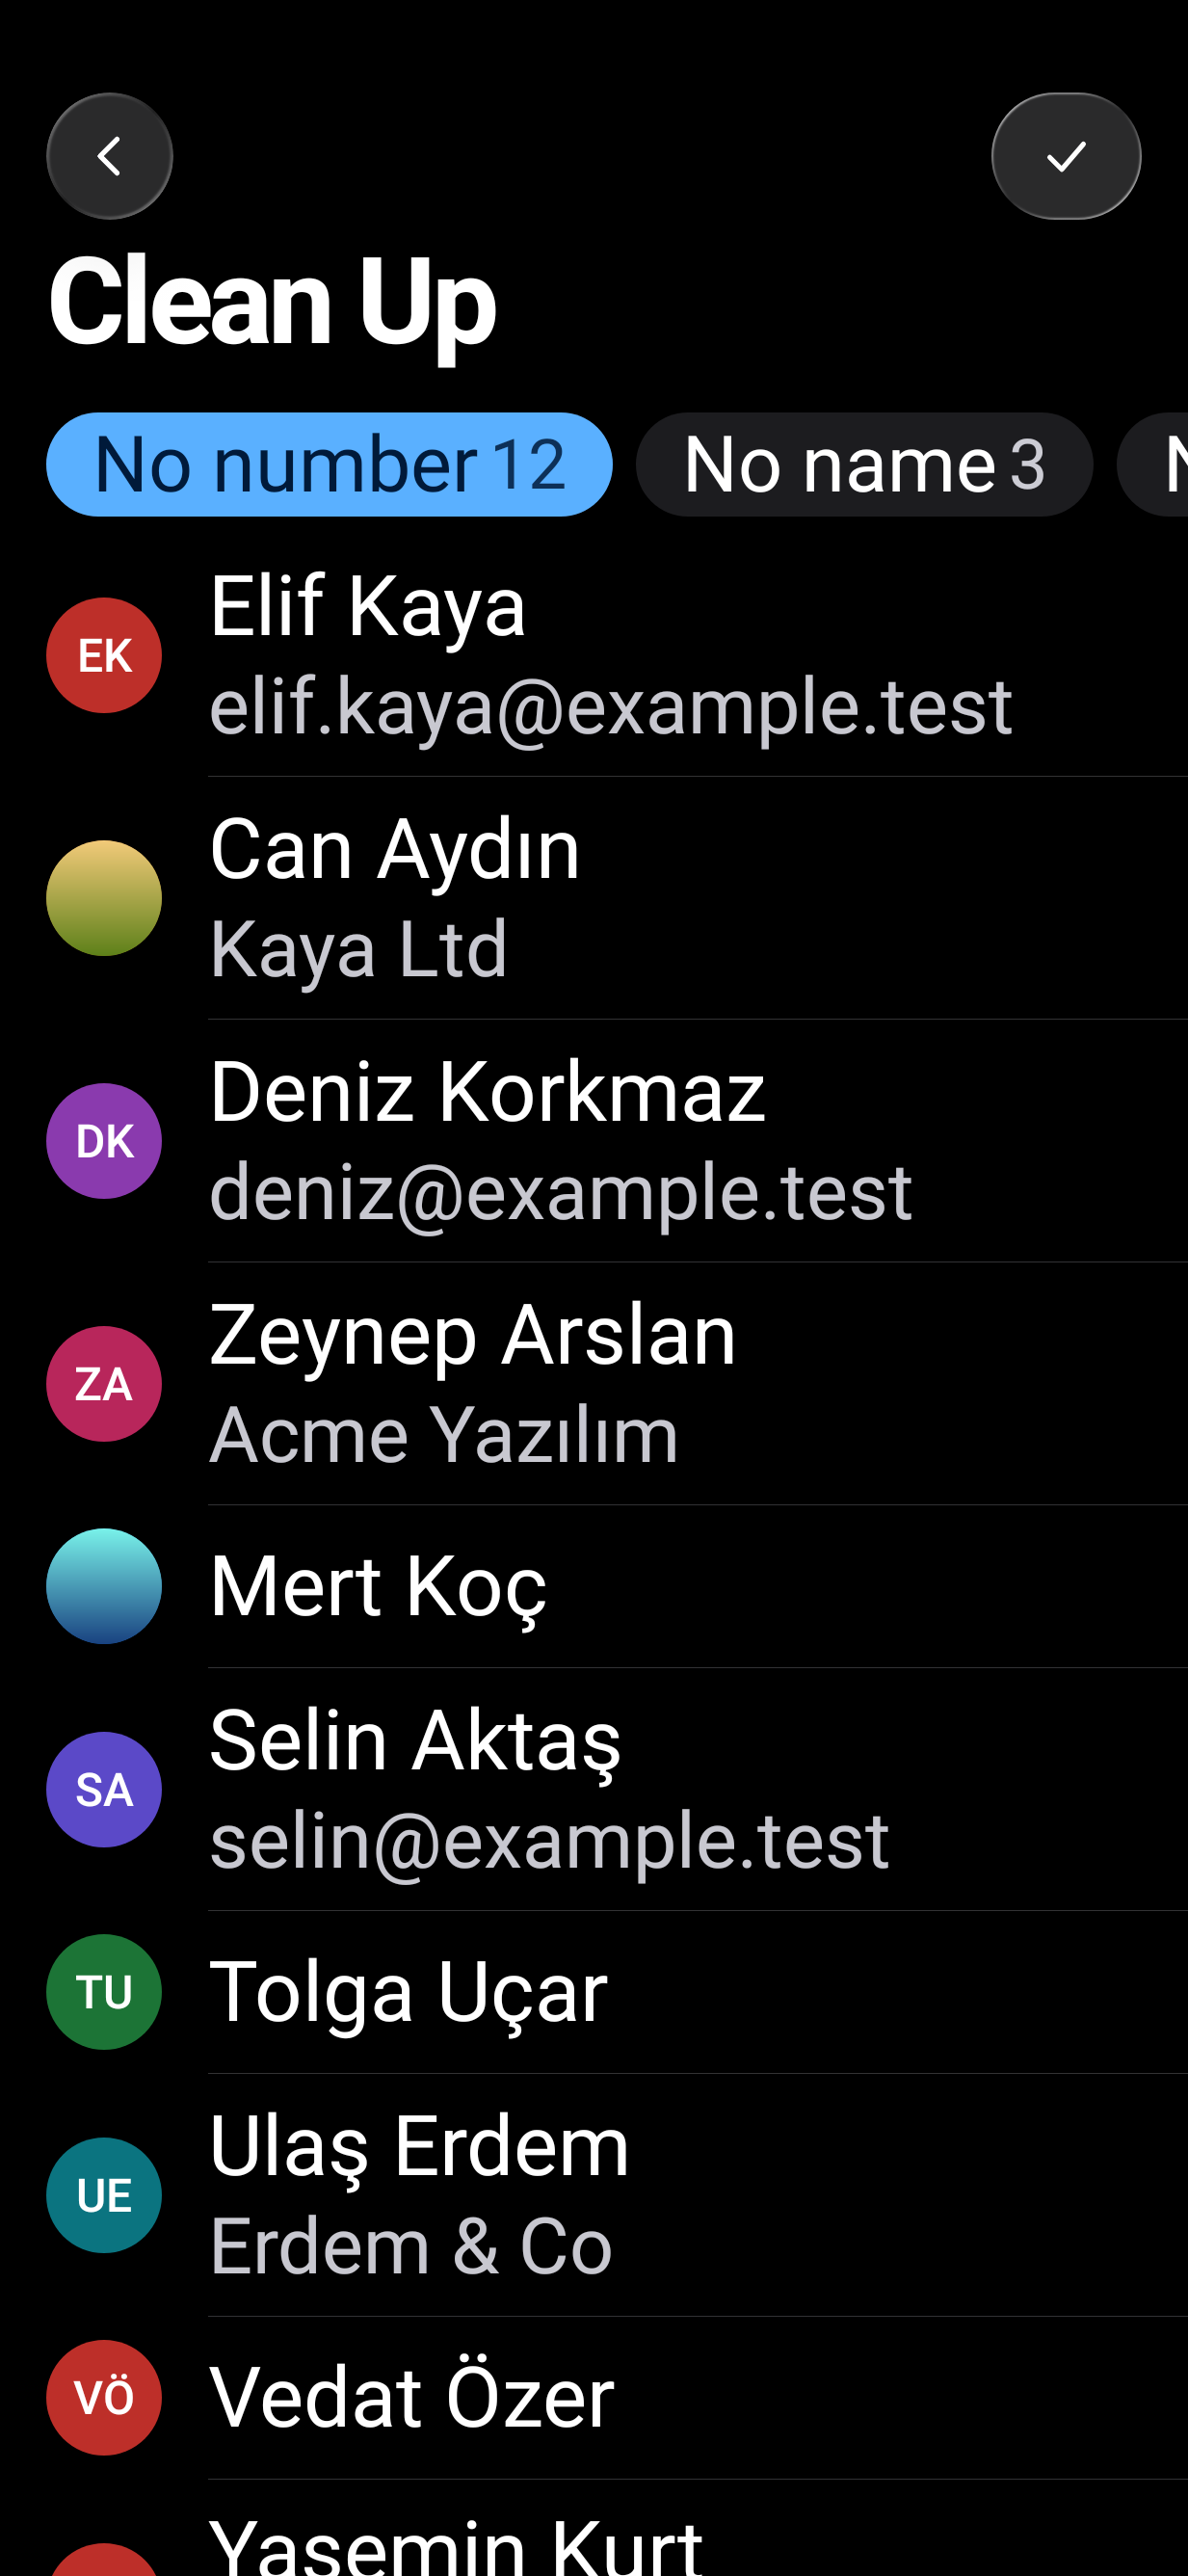 Clean Up
No number 12
No name 3
EK
Elif Kaya
elif.kaya@example.test
Can Aydın
Kaya Ltd
DK
Deniz Korkmaz
deniz@example.test
ZA
Zeynep Arslan
Acme Yazılım
Mert Koç
SA
Selin Aktaş
selin@example.test
TU
Tolga Uçar
UE
Ulaş Erdem
Erdem & Co
VÖ
Vedat Özer
Yasemin Kurt